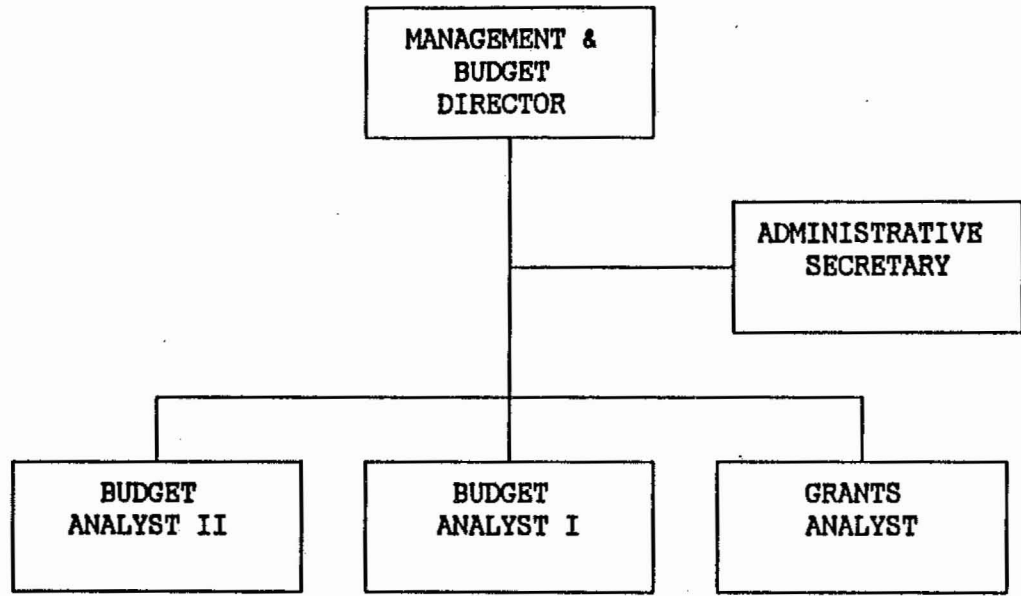 MANAGEMENT &
BUDGET
DIRECTOR
ADMINISTRATIVE
SECRETARY
BUDGET
ANALYST II
BUDGET
ANALYST I
GRANTS
ANALYST